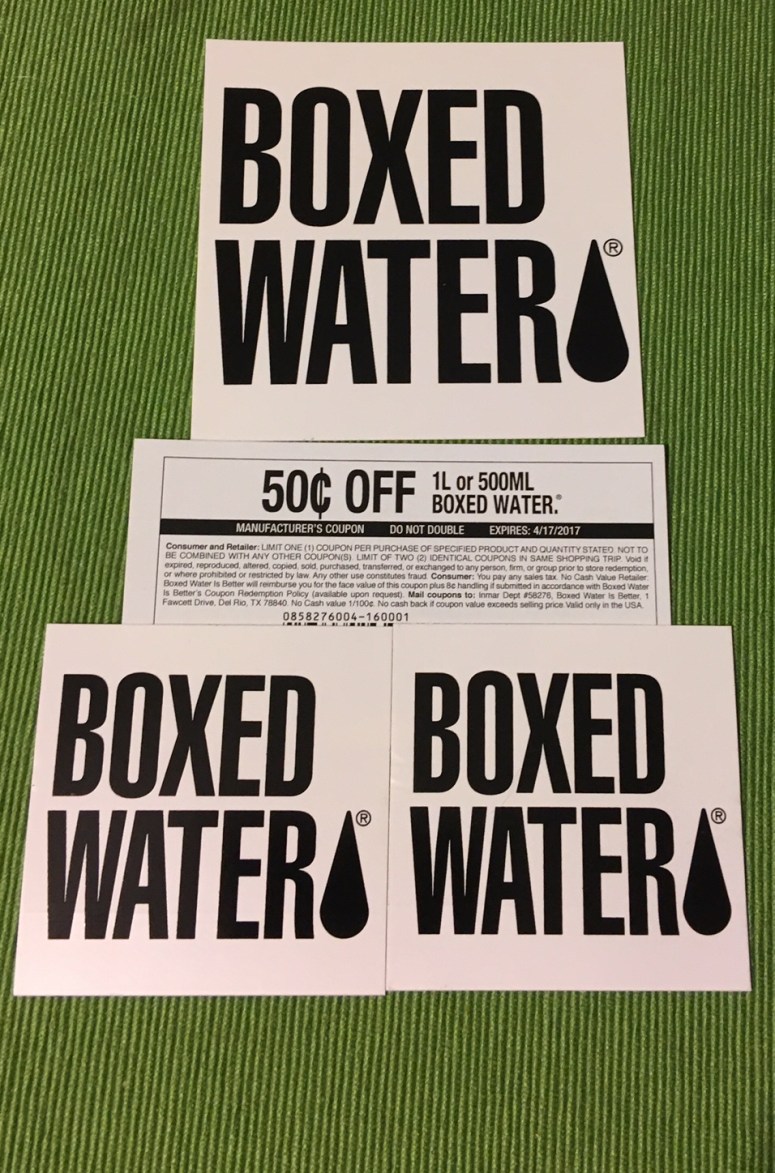 BOXED
WATER®
50¢ OFF
1L or 500ML
BOXED WATER.®
MANUFACTURER'S COUPON DO NOT DOUBLE EXPIRES: 4/17/2017
Consumer and Retailer: LIMIT ONE (1) COUPON PER PURCHASE OF SPECIFIED PRODUCT AND QUANTITY STATED. NOT TO
BE COMBINED WITH ANY OTHER COUPON(S). LIMIT OF TWO (2) IDENTICAL COUPONS IN SAME SHOPPING TRIP. Void if
expired, reproduced, altered, copied, sold, purchased, transferred, or exchanged to any person, firm, or group prior to store redemption,
or where prohibited or restricted by law. Any other use constitutes fraud. Consumer: You pay any sales tax. No Cash Value Retailer:
Boxed Water Is Better will reimburse you for the face value of this coupon plus 8¢ handling if submitted in accordance with Boxed Water
Is Better's Coupon Redemption Policy (available upon request). Mail coupons to: Inmar Dept #58276, Boxed Water Is Better, 1
Fawcett Drive, Del Rio, TX 78840. No Cash value 1/100¢. No cash back if coupon value exceeds selling price. Valid only in the USA.
0858276004-160001
BOXED
WATER®
BOXED
WATER®